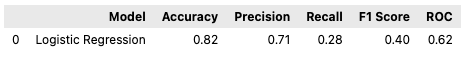 Model Accuracy Precision Recall F1 Score ROC
0 Logistic Regression 0.82 0.71 0.28 0.40 0.62